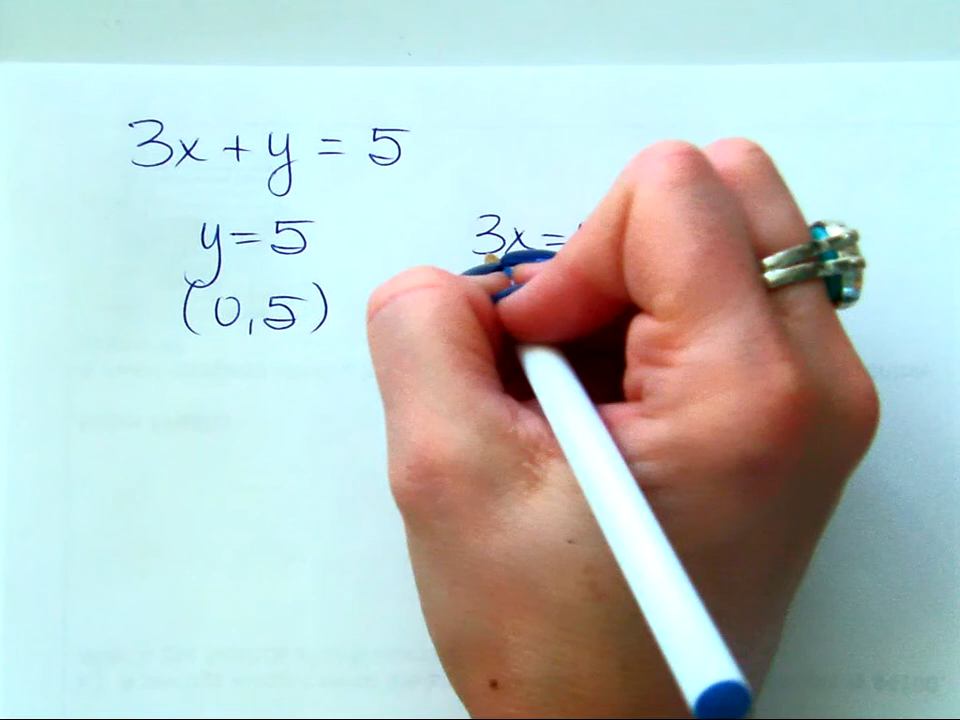 3x + y = 5
y = 5
(0, 5)
3x =